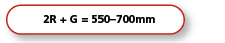 2R + G = 550–700mm